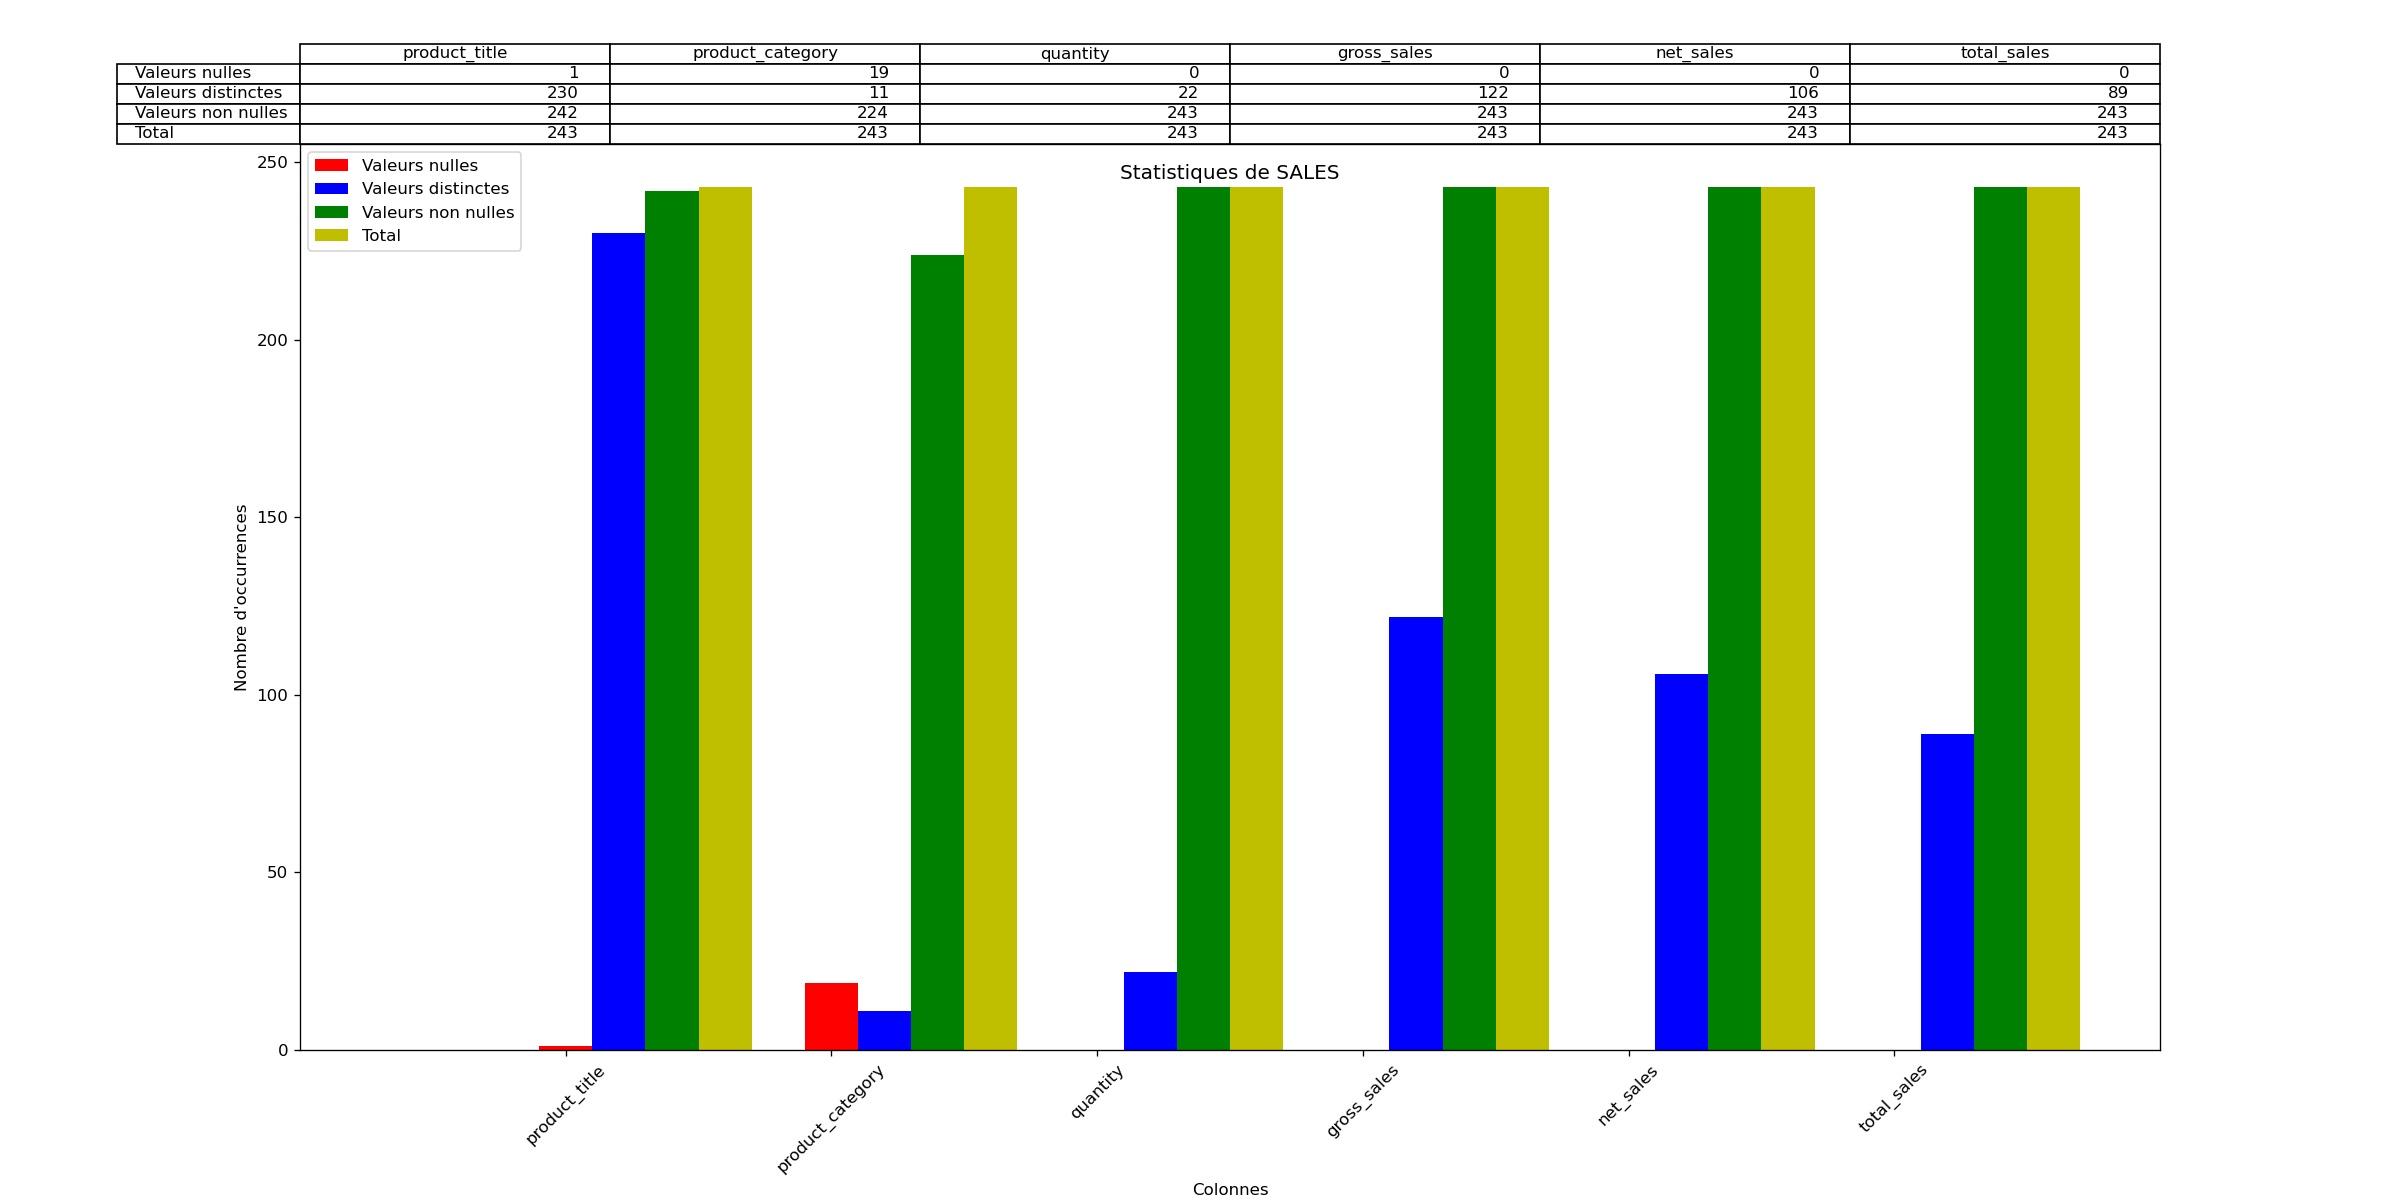 product_title product_category quantity gross_sales net_sales total_sales
Valeurs nulles 1 19 0 0 0 0
Valeurs distinctes 230 11 22 122 106 89
Valeurs non nulles 242 224 243 243 243 243
Total 243 243 243 243 243 243
Statistiques de SALES
Valeurs nulles
Valeurs distinctes
Valeurs non nulles
Total
250
200
150
100
50
0
Nombre d'occurrences
product_title product_category quantity gross_sales net_sales total_sales
Colonnes